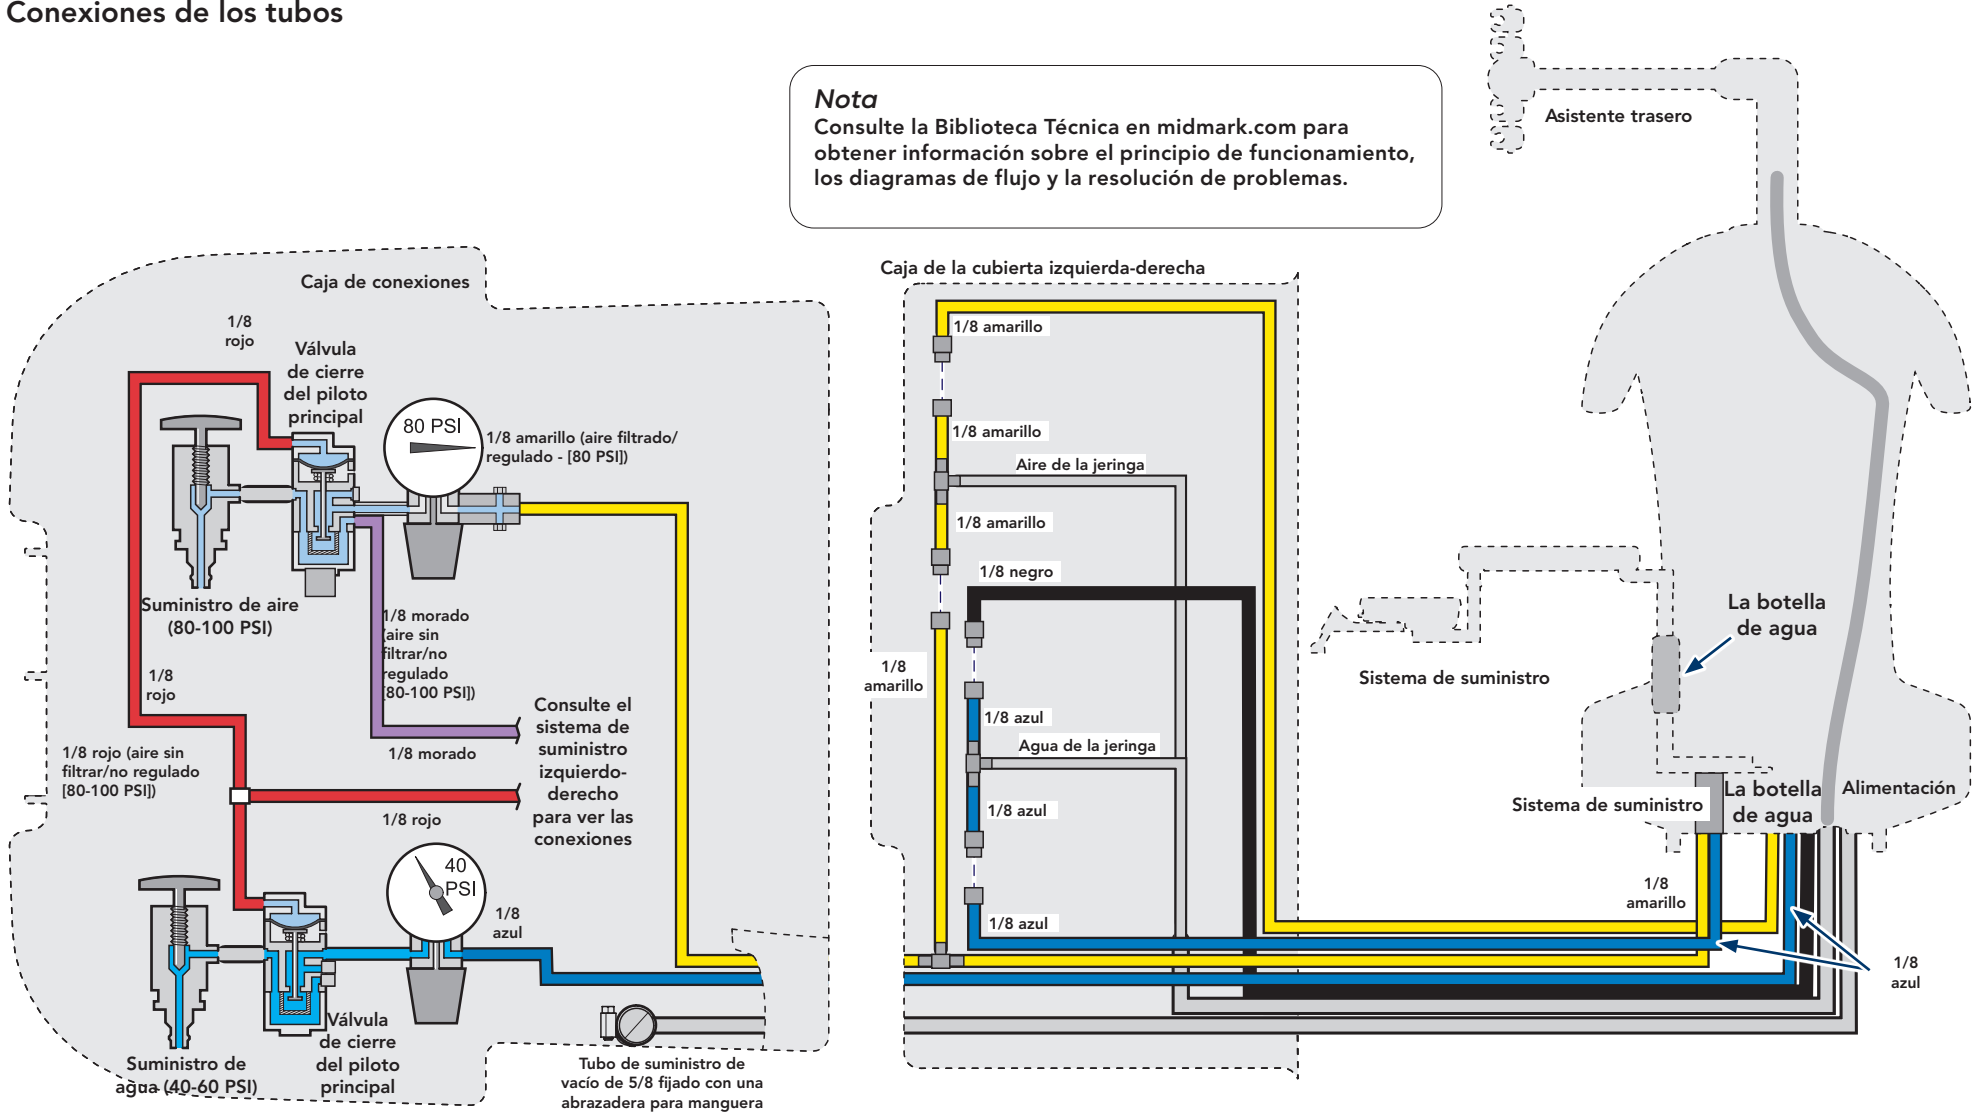 Conexiones de los tubos
Nota
Consulte la Biblioteca Técnica en midmark.com para
obtener información sobre el principio de funcionamiento,
los diagramas de flujo y la resolución de problemas.
Asistente trasero
Caja de conexiones
1/8
rojo
Válvula
de cierre
del piloto
principal
80 PSI
1/8 amarillo (aire filtrado/
regulado - [80 PSI])
Suministro de aire
(80-100 PSI)
1/8 morado
(aire sin
filtrar/no
regulado
[80-100 PSI])
1/8
rojo
Consulte el
sistema de
suministro
izquierdo-
derecho
para ver las
conexiones
1/8 morado
1/8 rojo (aire sin
filtrar/no regulado
[80-100 PSI])
1/8 rojo
40
PSI
1/8
azul
Válvula
de cierre
del piloto
principal
Suministro de
agua (40-60 PSI)
Tubo de suministro de
vacío de 5/8 fijado con una
abrazadera para manguera
Caja de la cubierta izquierda-derecha
1/8 amarillo
1/8 amarillo
Aire de la jeringa
1/8 amarillo
1/8 negro
1/8
amarillo
1/8 azul
Agua de la jeringa
1/8 azul
1/8 azul
La botella
de agua
Sistema de suministro
Sistema de suministro
La botella
de agua
Alimentación
1/8
amarillo
1/8
azul